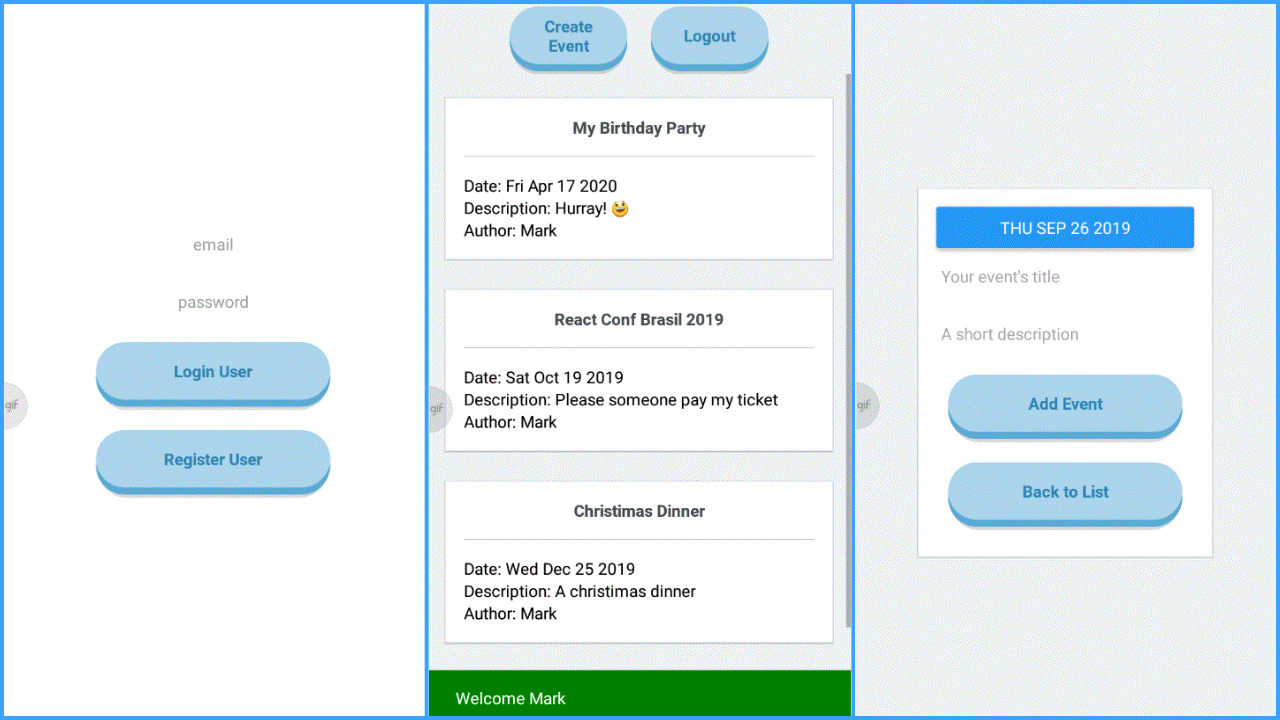 email
password
Login User
Register User
gif
Create
Event
Logout
My Birthday Party
Date: Fri Apr 17 2020
Description: Hurray! 😃
Author: Mark
React Conf Brasil 2019
Date: Sat Oct 19 2019
Description: Please someone pay my ticket
Author: Mark
Christimas Dinner
Date: Wed Dec 25 2019
Description: A christimas dinner
Author: Mark
Welcome Mark
gif
THU SEP 26 2019
Your event's title
A short description
Add Event
Back to List
gif